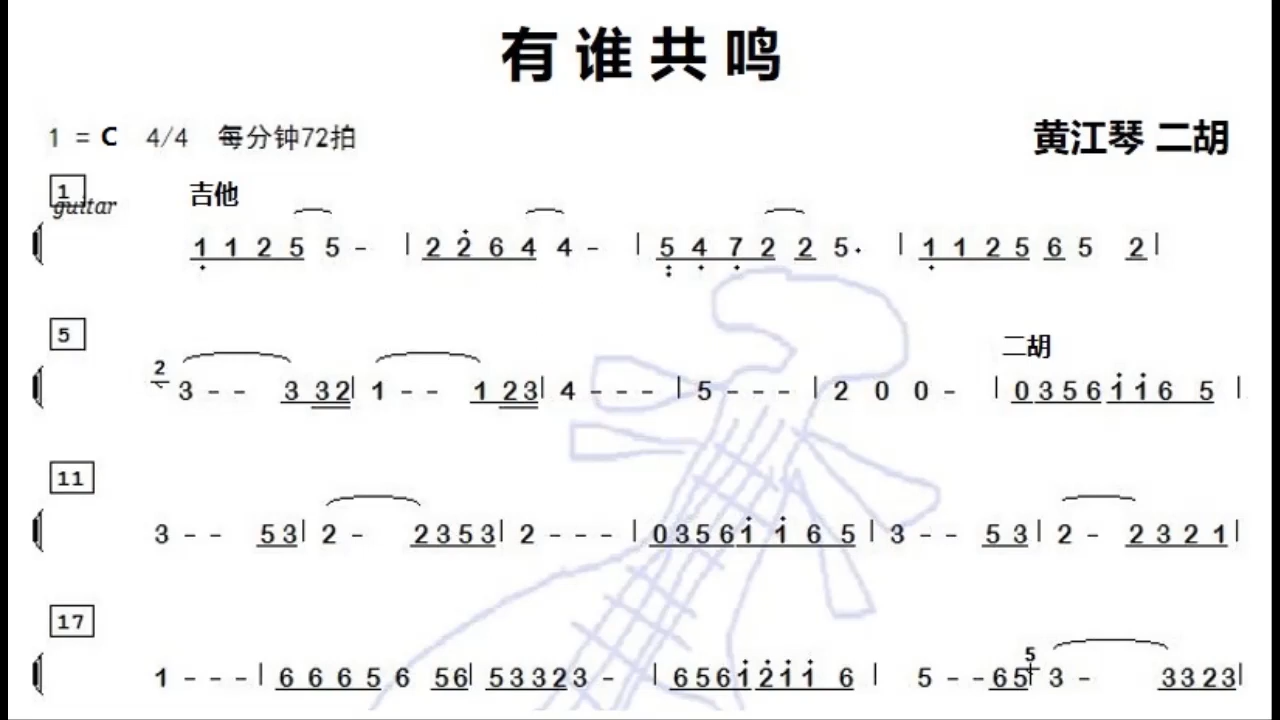 有谁共鸣
1 = C 4/4 每分钟72拍
黄江琴 二胡
1
guitar
吉他
1 1 2 5 5 - | 2 2 6 4 4 - | 5 4 7 2 2 5. | 1 1 2 5 6 5 2 |
5
二胡
2 3 - - 3 3 2 | 1 - - 1 2 3 | 4 - - - | 5 - - - | 2 0 0 - | 0 3 5 6 1 1 6 5 |
11
3 - - 5 3 | 2 - 2 3 5 3 | 2 - - - | 0 3 5 6 1 1 6 5 | 3 - - 5 3 | 2 - 2 3 2 1 |
17
1 - - - | 6 6 6 5 6 5 6 | 5 3 3 2 3 - | 6 5 6 1 2 1 1 6 | 5 - - 6 5 | 5 3 - 3 3 2 3 |